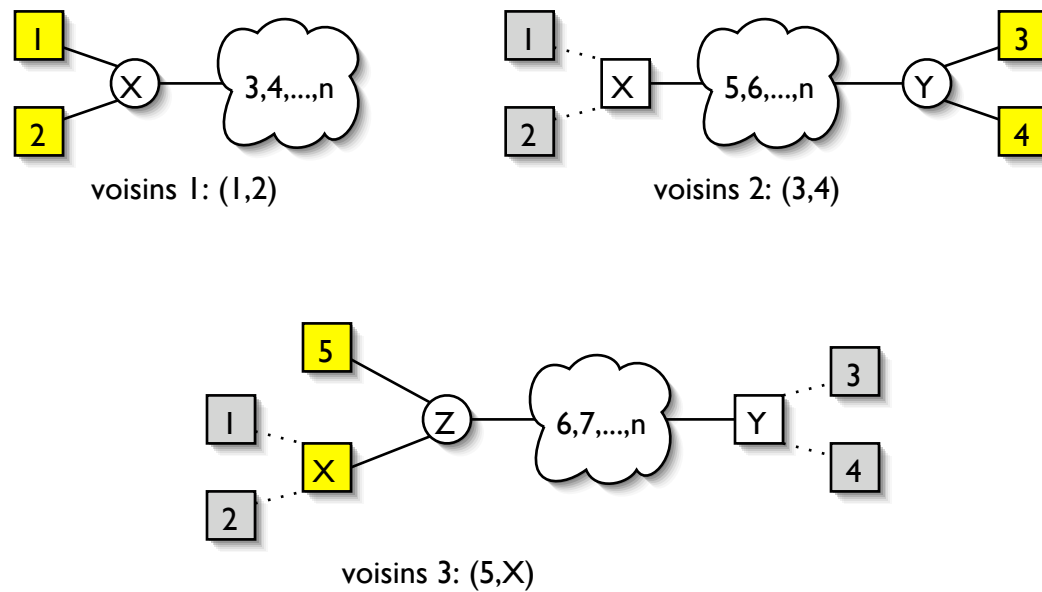 1
X
3,4,...,n
2
voisins 1: (1,2)
1
X
5,6,...,n
Y
3
2
4
voisins 2: (3,4)
5
1
Z
6,7,...,n
Y
3
X
4
2
voisins 3: (5,X)